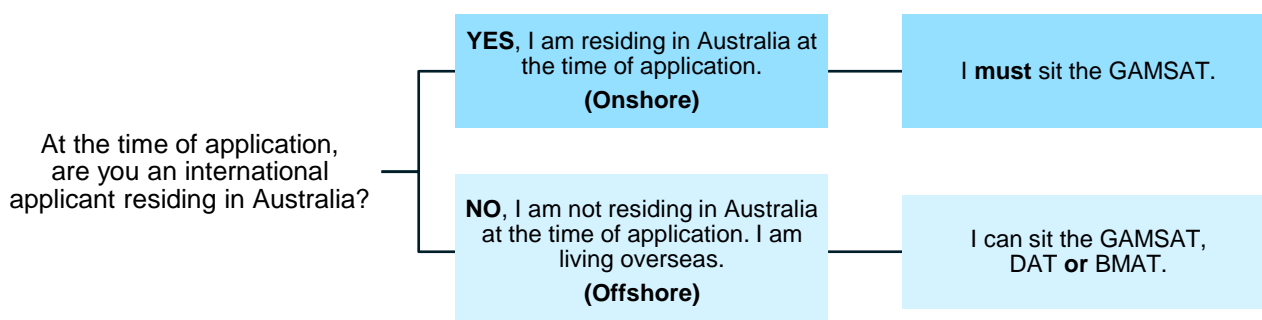 At the time of application,
are you an international
applicant residing in Australia?
YES, I am residing in Australia at
the time of application.
(Onshore)
I must sit the GAMSAT.
NO, I am not residing in Australia
at the time of application. I am
living overseas.
(Offshore)
I can sit the GAMSAT,
DAT or BMAT.